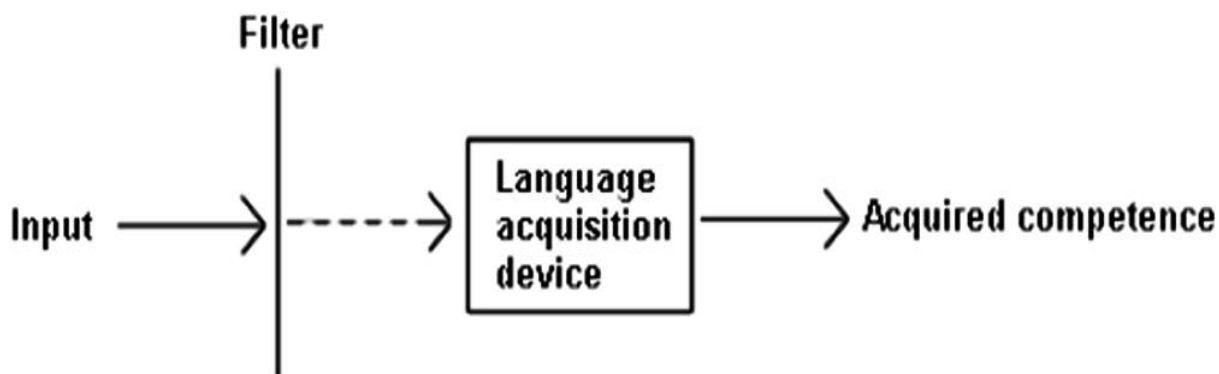 Filter
Input
Language
acquisition
device
Acquired competence